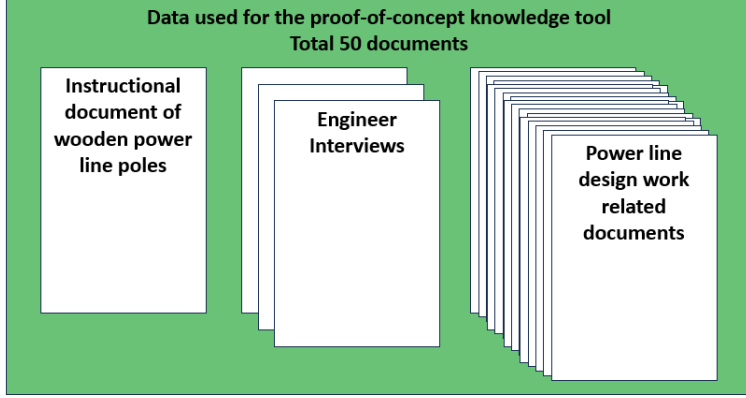 Data used for the proof-of-concept knowledge tool
Total 50 documents
Instructional
document of
wooden power
line poles
Engineer
Interviews
Power line
design work
related
documents